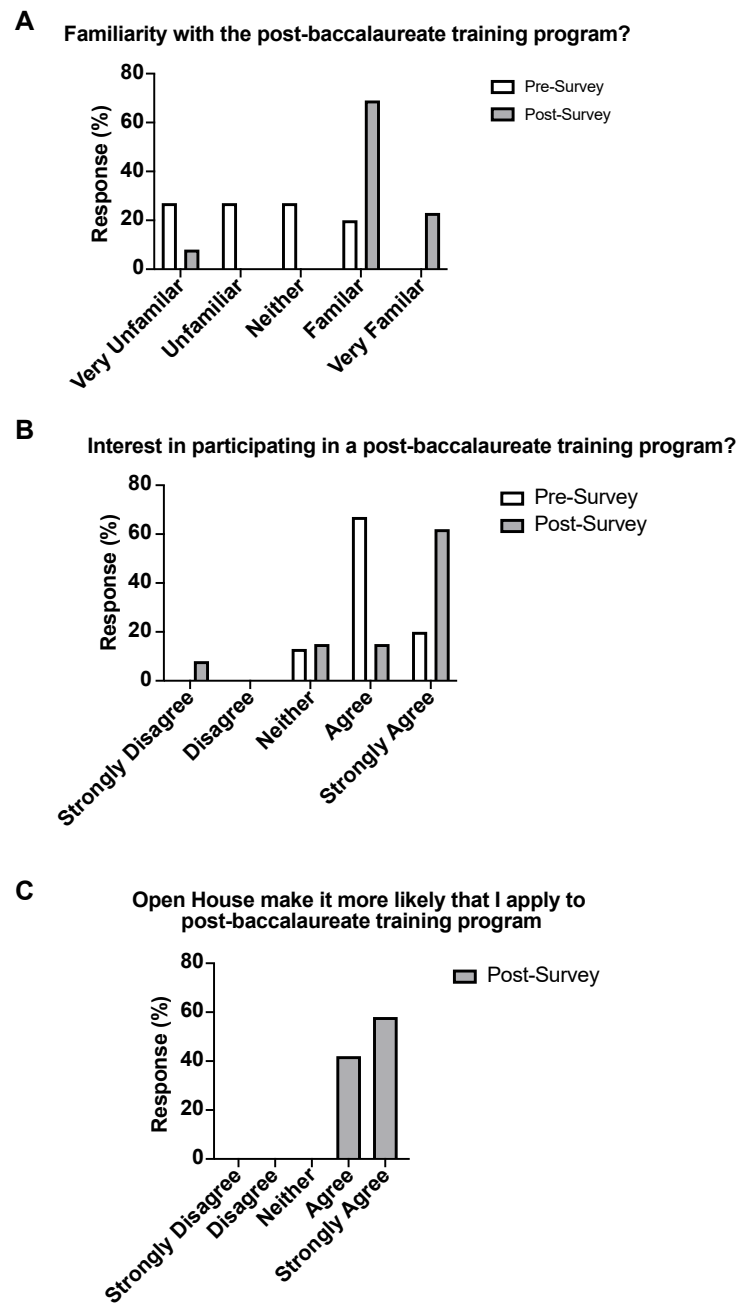 A
Familiarity with the post-baccalaureate training program?
80
60
40
20
0
Response (%)
Pre-Survey
Post-Survey
Very Unfamilar
Unfamiliar
Neither
Familar
Very Familar
B
Interest in participating in a post-baccalaureate training program?
80
60
40
20
0
Response (%)
Pre-Survey
Post-Survey
Strongly Disagree
Disagree
Neither
Agree
Strongly Agree
C
Open House make it more likely that I apply to
post-baccalaureate training program
80
60
40
20
0
Response (%)
Post-Survey
Strongly Disagree
Disagree
Neither
Agree
Strongly Agree